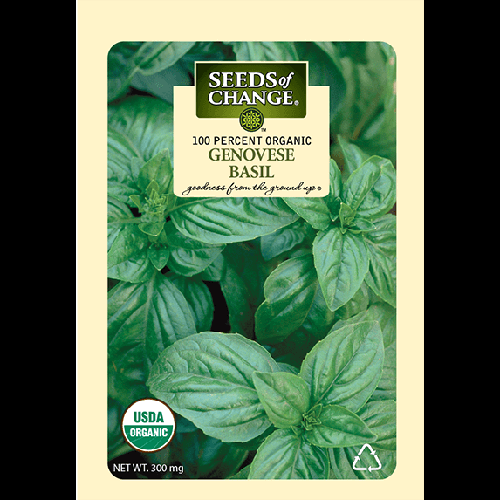 SEEDS of
CHANGE®
™
100 PERCENT ORGANIC
GENOVESE
BASIL
goodness from the ground up®
USDA
ORGANIC
NET WT. 300 mg